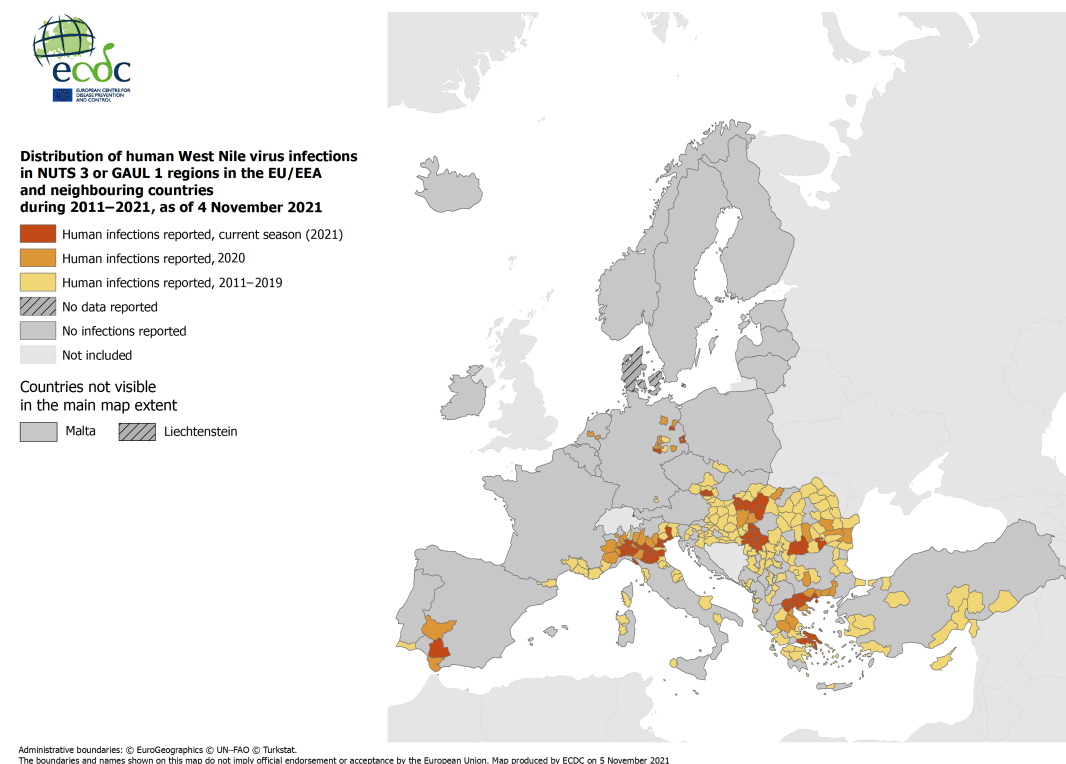 ecdc
EUROPEAN CENTRE FOR
DISEASE PREVENTION
AND CONTROL
Distribution of human West Nile virus infections
in NUTS 3 or GAUL 1 regions in the EU/EEA
and neighbouring countries
during 2011–2021, as of 4 November 2021
Human infections reported, current season (2021)
Human infections reported, 2020
Human infections reported, 2011–2019
No data reported
No infections reported
Not included
Countries not visible
in the main map extent
Malta
Liechtenstein
Administrative boundaries: © EuroGeographics © UN–FAO © Turkstat.
The boundaries and names shown on this map do not imply official endorsement or acceptance by the European Union. Map produced by ECDC on 5 November 2021